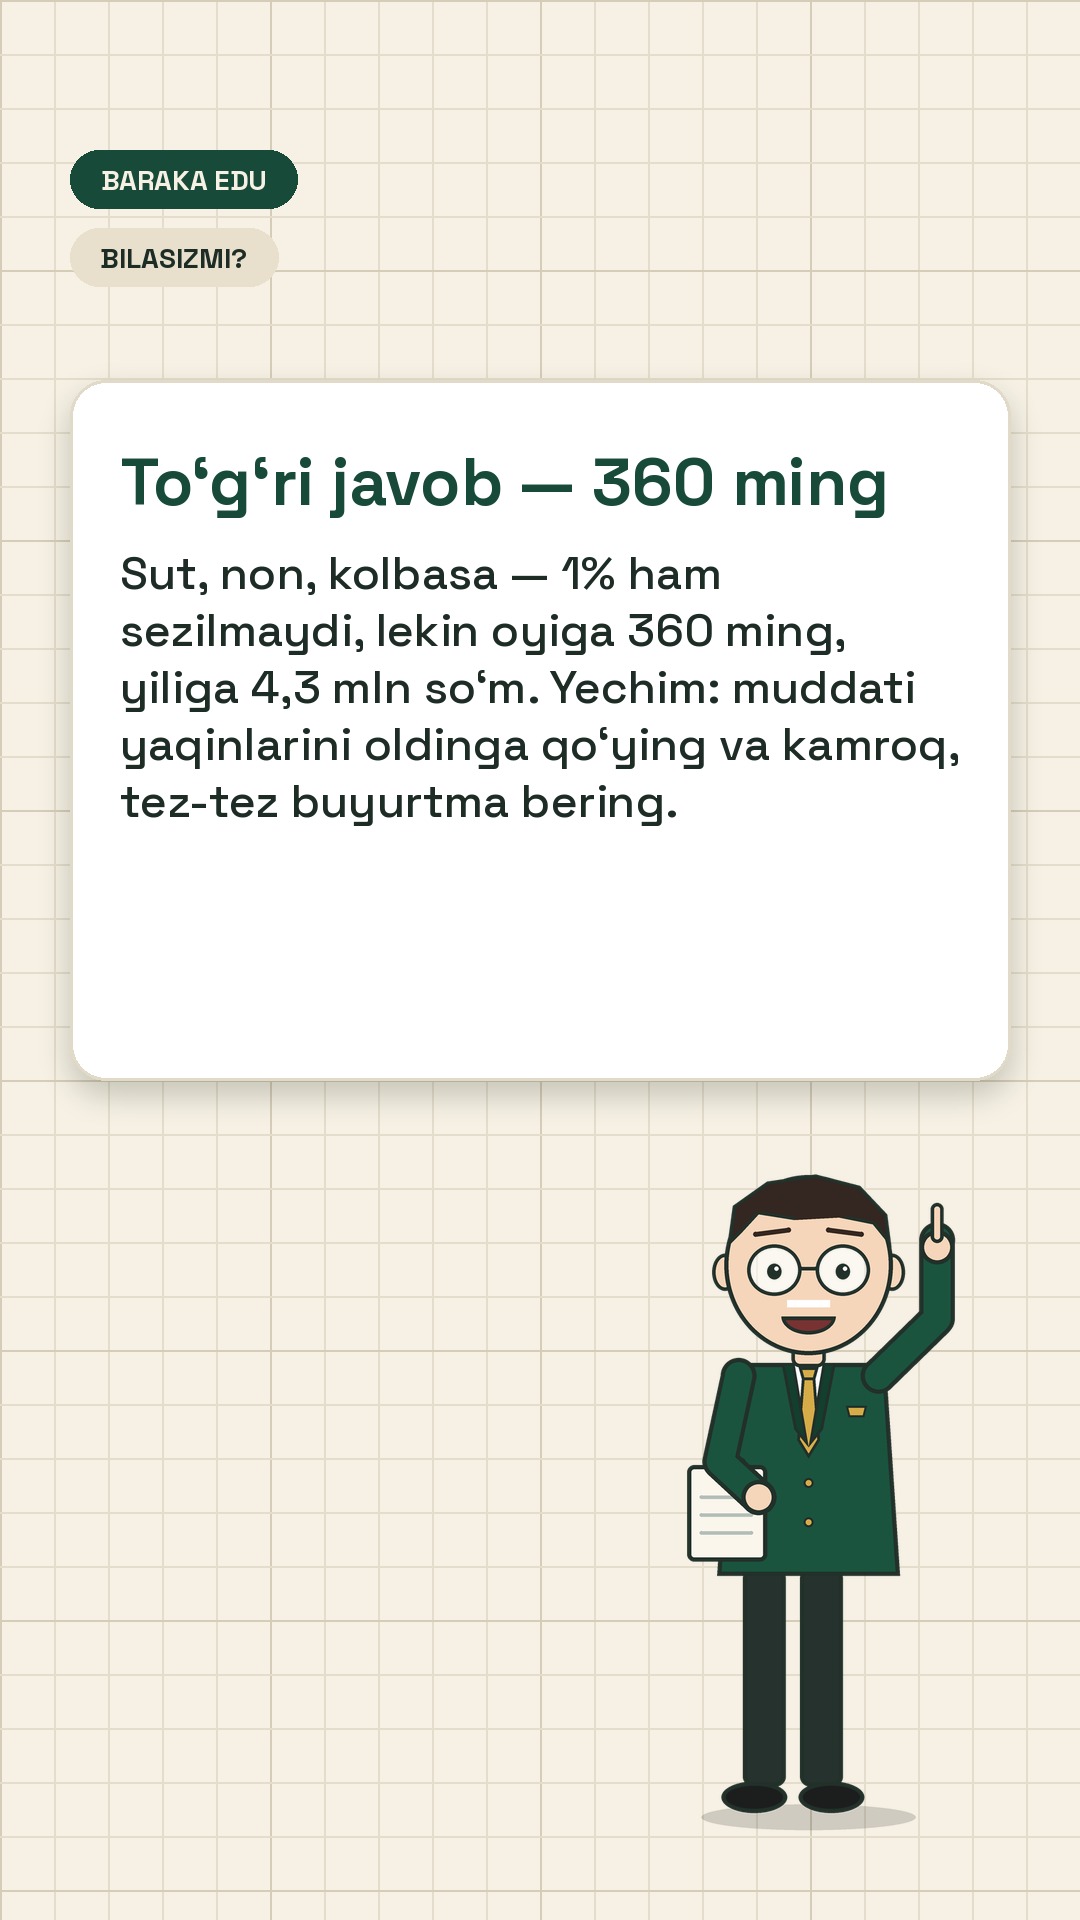 BARAKA EDU
BILASIZMI?
To‘g‘ri javob — 360 ming
Sut, non, kolbasa — 1% ham
sezilmaydi, lekin oyiga 360 ming,
yiliga 4,3 mln so‘m. Yechim: muddati
yaqinlarini oldinga qo‘ying va kamroq,
tez-tez buyurtma bering.